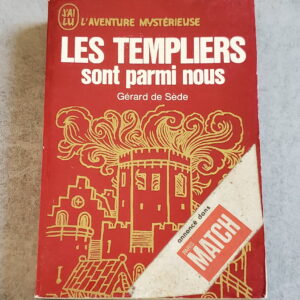 J'AI LU L'AVENTURE MYSTÉRIEUSE
LES TEMPLIERS
sont parmi nous
Gérard de Sède
annoncé dans
MATCH